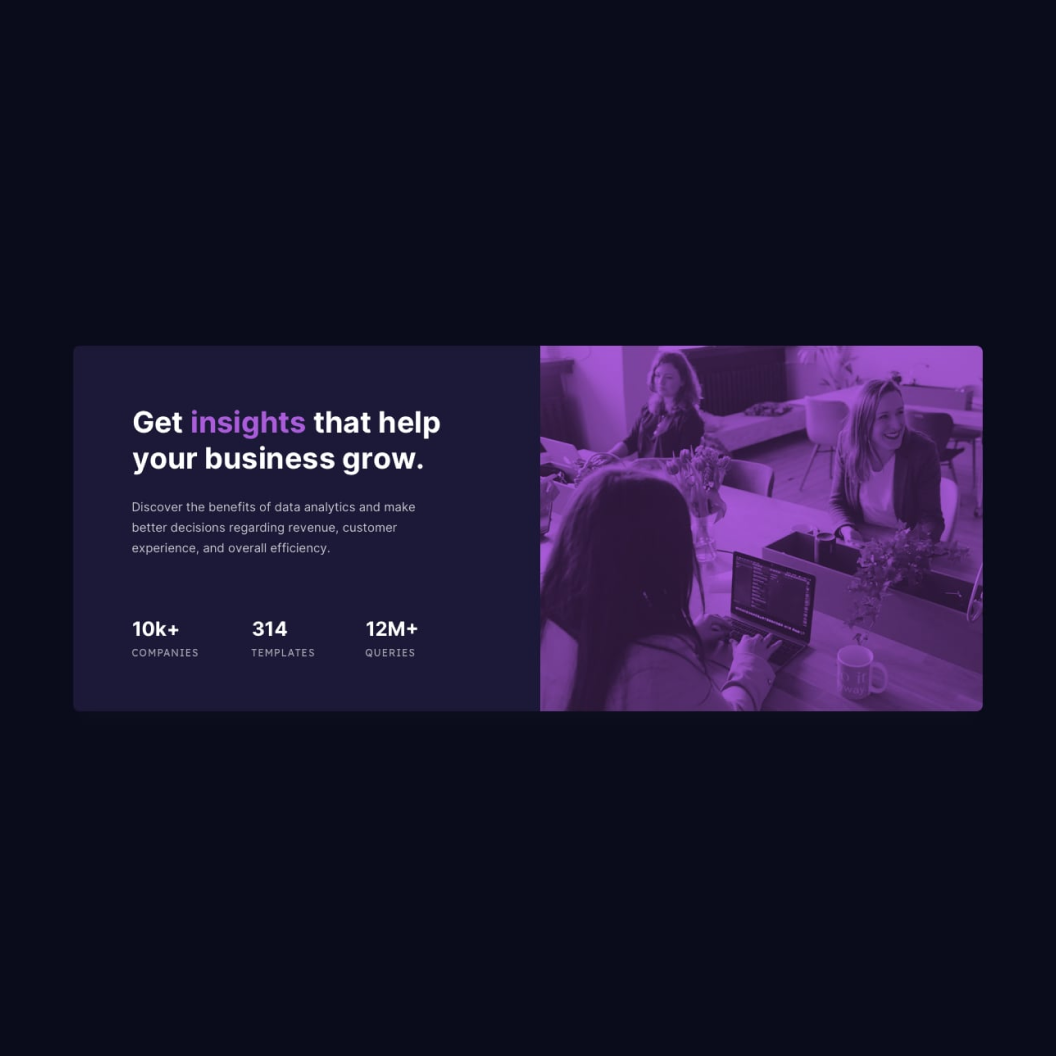 Get insights that help
your business grow.
Discover the benefits of data analytics and make
better decisions regarding revenue, customer
experience, and overall efficiency.
10k+ 314 12M+
COMPANIES TEMPLATES QUERIES